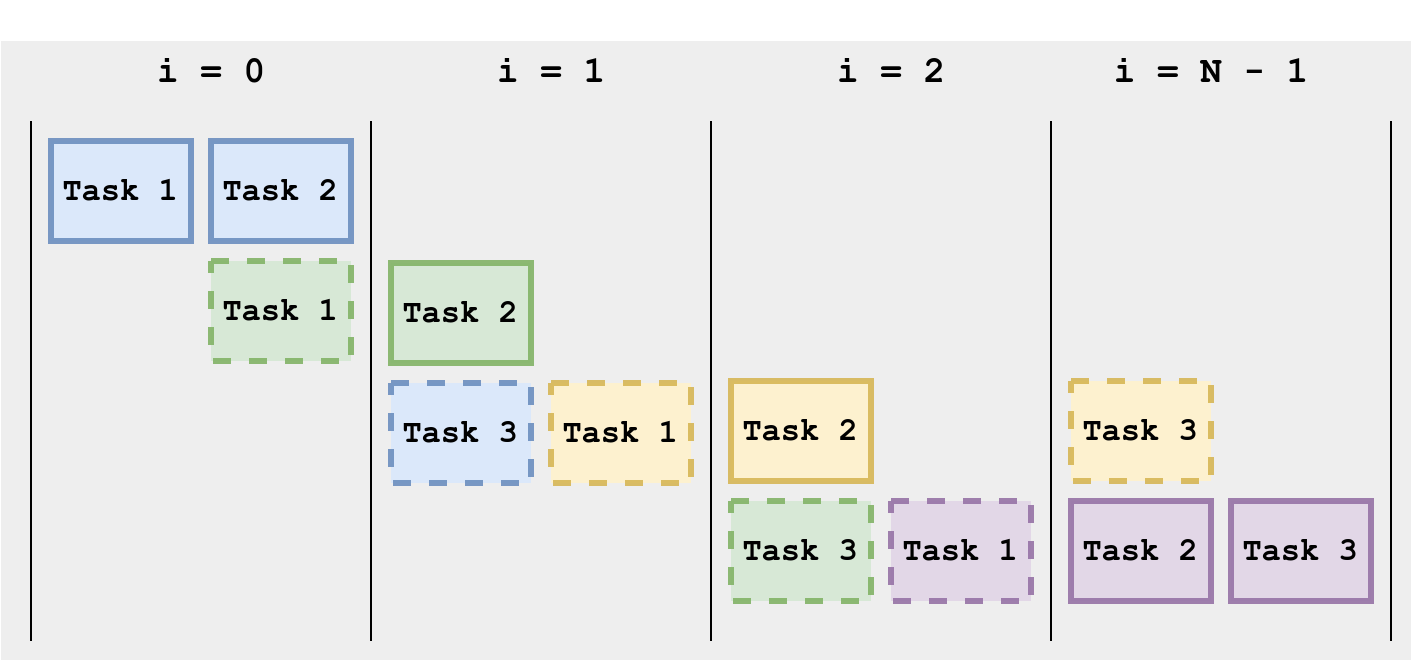 i = 0
i = 1
i = 2
i = N - 1
Task 1
Task 2
Task 1
Task 2
Task 3
Task 1
Task 2
Task 3
Task 3
Task 1
Task 2
Task 3